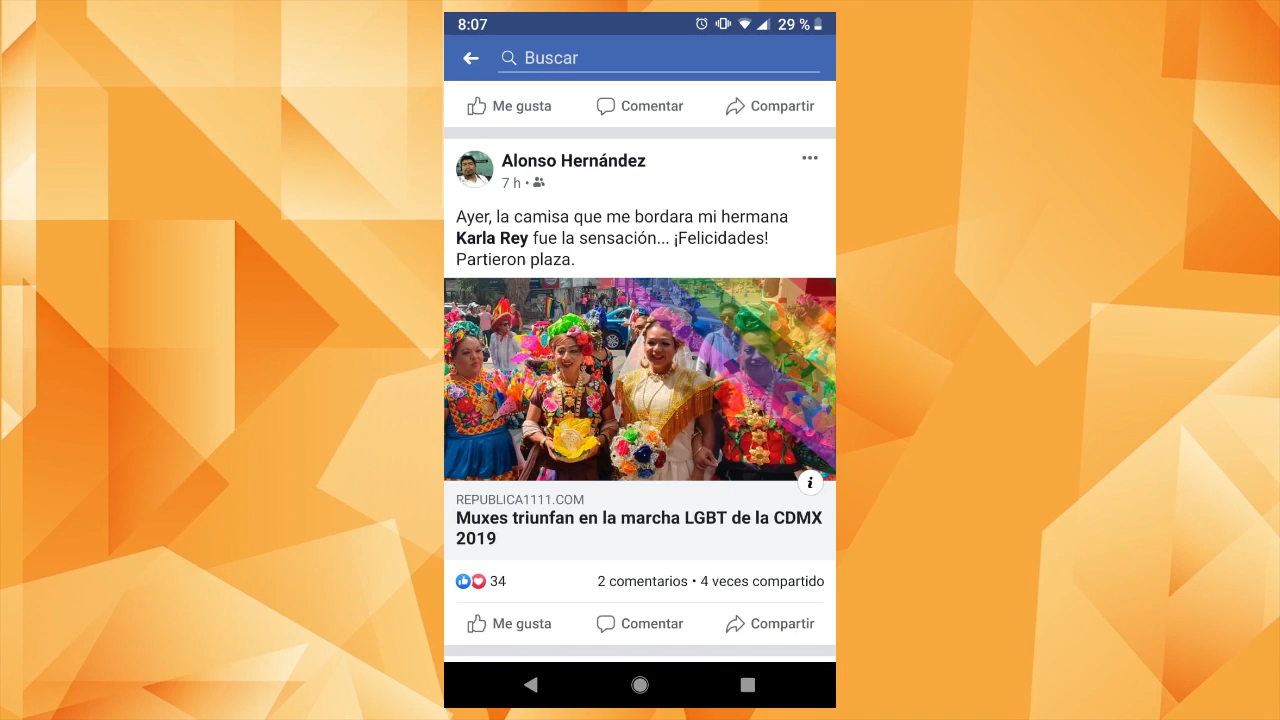 8:07
29 %
Buscar
Me gusta Comentar Compartir
Alonso Hernández
7 h •
Ayer, la camisa que me bordara mi hermana
Karla Rey fue la sensación... ¡Felicidades!
Partieron plaza.
i
REPUBLICA1111.COM
Muxes triunfan en la marcha LGBT de la CDMX
2019
34 2 comentarios • 4 veces compartido
Me gusta Comentar Compartir